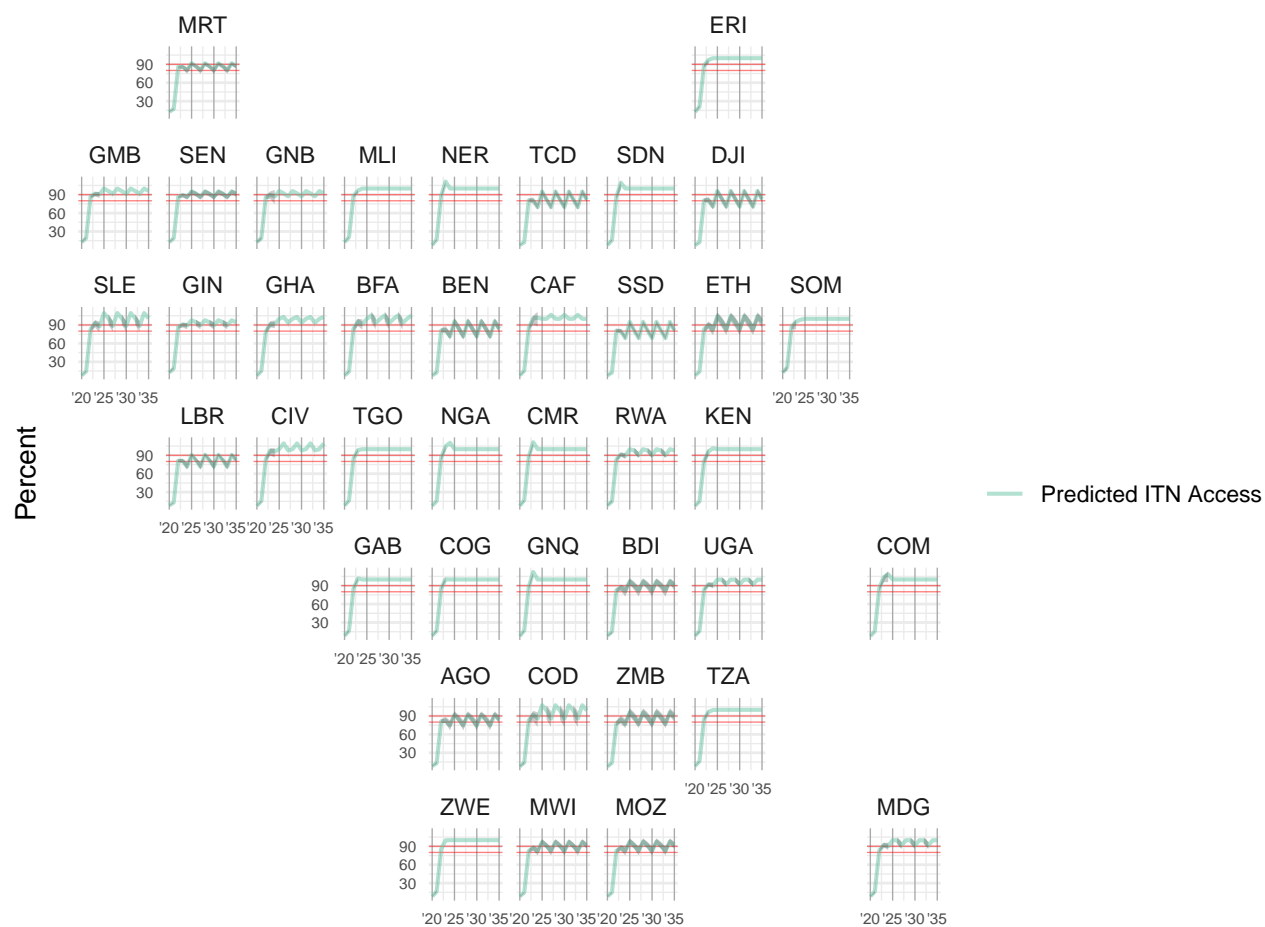 MRT ERI
90
60
30
GMB SEN GNB MLI NER TCD SDN DJI
90
60
30
SLE GIN GHA BFA BEN CAF SSD ETH SOM
90
60
30
'20 '25 '30 '35 '20 '25 '30 '35
LBR CIV TGO NGA CMR RWA KEN
90
60
30
Percent
Predicted ITN Access
'20 '25 '30 '35 '20 '25 '30 '35
GAB COG GNQ BDI UGA COM
90
60
30
'20 '25 '30 '35
AGO COD ZMB TZA
90
60
30
'20 '25 '30 '35
ZWE MWI MOZ MDG
90
60
30
'20 '25 '30 '35 '20 '25 '30 '35 '20 '25 '30 '35 '20 '25 '30 '35